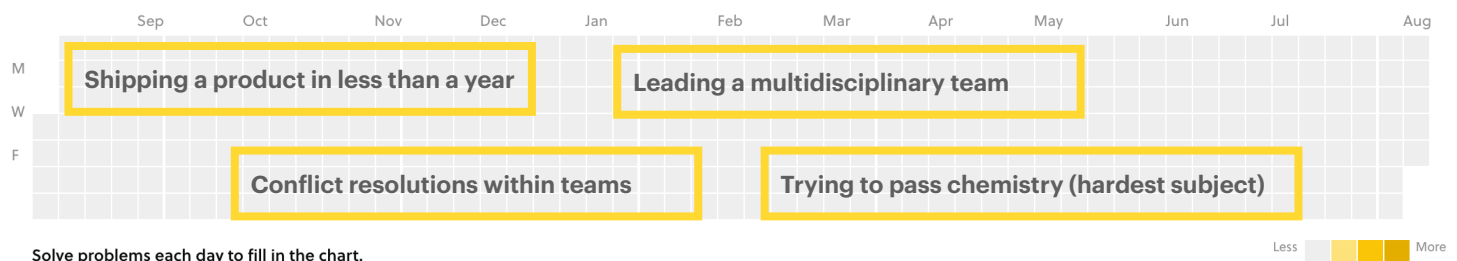 Sep Oct Nov Dec Jan Feb Mar Apr May Jun Jul Aug
M
Shipping a product in less than a year
Leading a multidisciplinary team
W
F
Conflict resolutions within teams
Trying to pass chemistry (hardest subject)
Solve problems each day to fill in the chart.
Less More